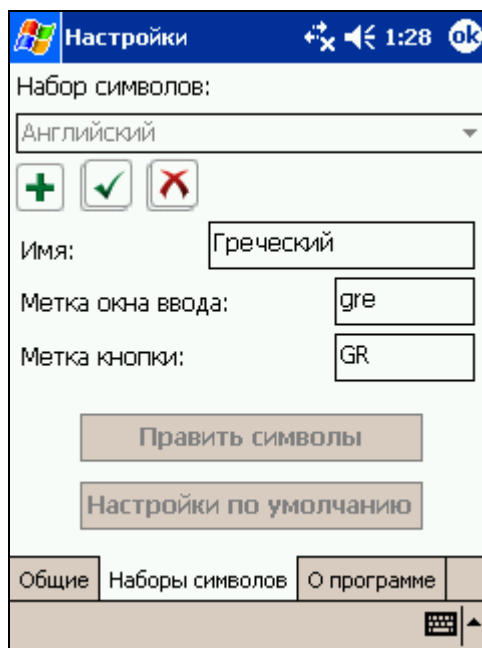 Настройки 1:28 ok
Набор символов:
Английский
Имя: Греческий
Метка окна ввода: gre
Метка кнопки: GR
Править символы
Настройки по умолчанию
Общие Наборы символов О программе